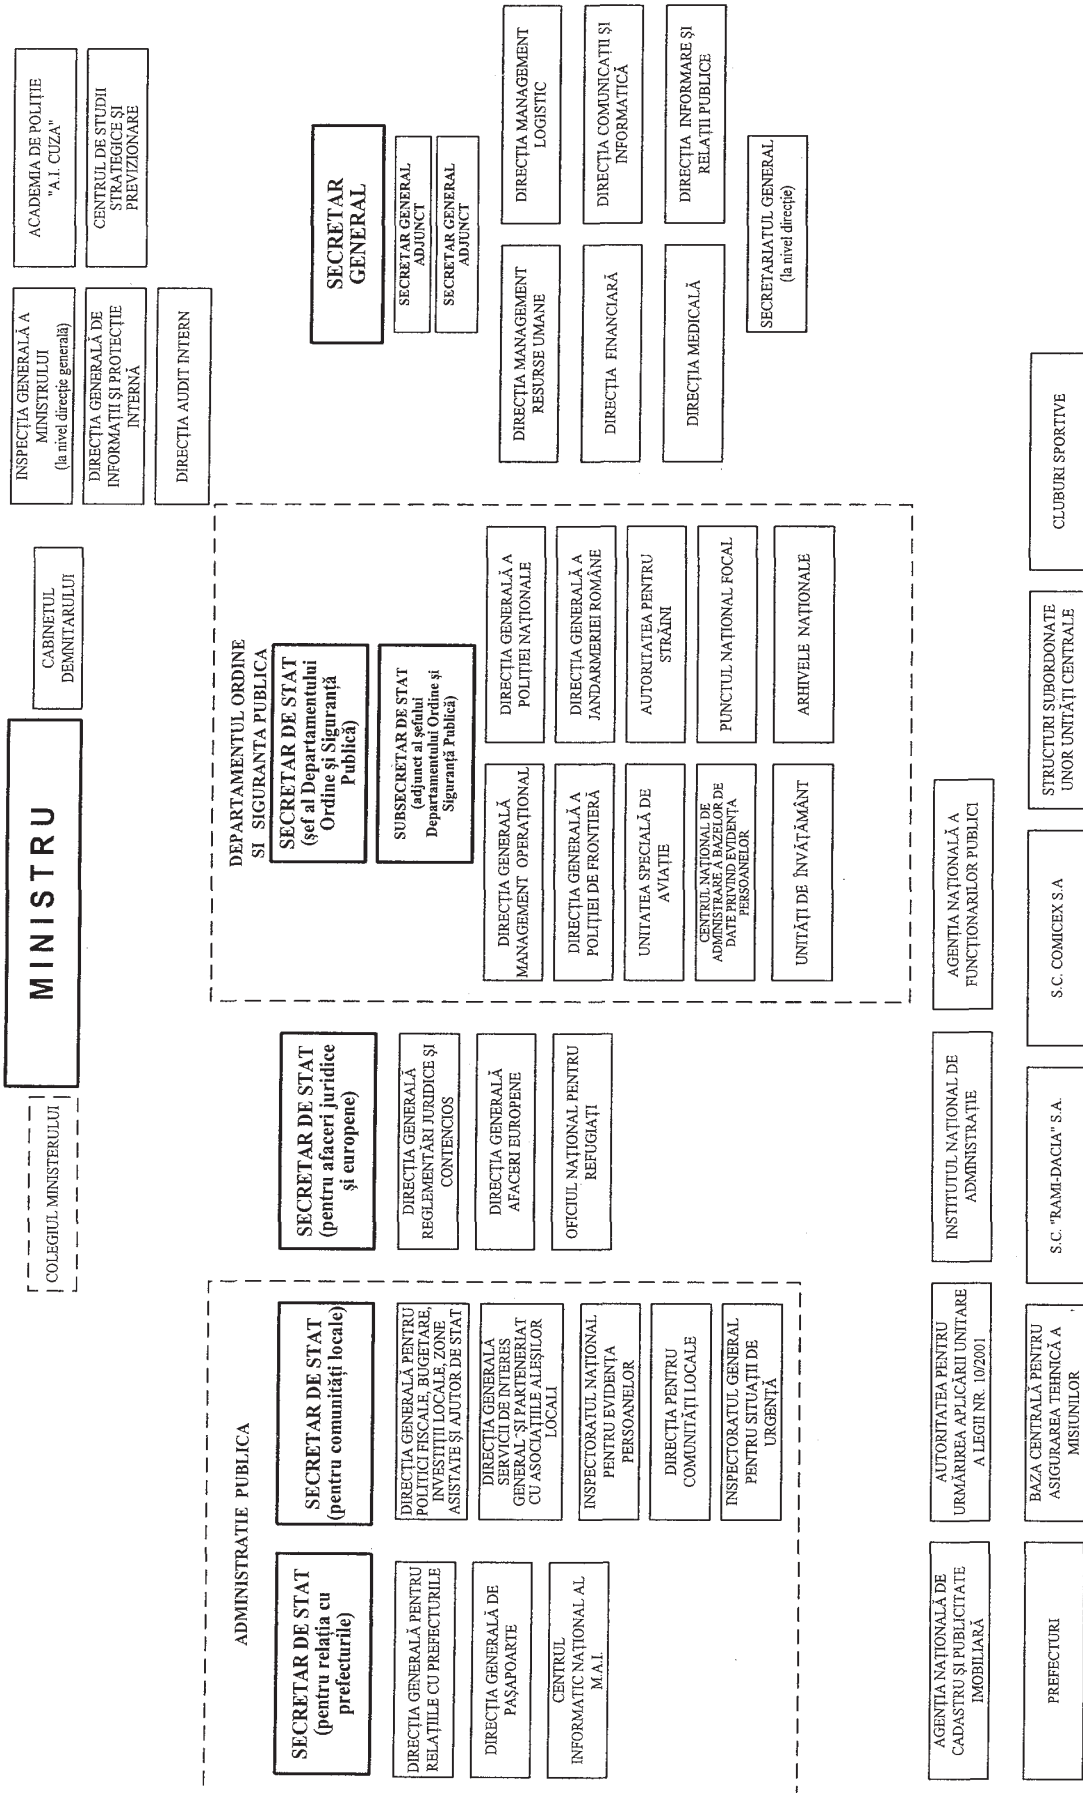 MINISTRU
COLEGIUL MINISTERULUI
CABINETUL
DEMNITARULUI
INSPECȚIA GENERALĂ A
MINISTRULUI
(la nivel direcție generală)
DIRECȚIA GENERALĂ DE
INFORMAȚII ȘI PROTECȚIE
INTERNĂ
DIRECȚIA AUDIT INTERN
ACADEMIA DE POLIȚIE
"A.I. CUZA"
CENTRUL DE STUDII
STRATEGICE ȘI
PREVIZIONARE
ADMINISTRATIE PUBLICA
SECRETAR DE STAT
(pentru relația cu
prefecturile)
DIRECȚIA GENERALĂ PENTRU
RELAȚIILE CU PREFECTURILE
DIRECȚIA GENERALĂ DE
PAȘAPOARTE
CENTRUL
INFORMATIC NAȚIONAL AL
M.A.I.
SECRETAR DE STAT
(pentru comunități locale)
DIRECȚIA GENERALĂ PENTRU
POLITICI FISCALE, BUGETARE,
INVESTIȚII LOCALE, ZONE
ASISTATE ȘI AJUTOR DE STAT
DIRECȚIA GENERALĂ
SERVICII DE INTERES
GENERAL ȘI PARTENERIAT
CU ASOCIAȚIILE ALEȘILOR
LOCALI
INSPECTORATUL NAȚIONAL
PENTRU EVIDENȚA
PERSOANELOR
DIRECȚIA PENTRU
COMUNITĂȚI LOCALE
INSPECTORATUL GENERAL
PENTRU SITUAȚII DE
URGENȚĂ
SECRETAR DE STAT
(pentru afaceri juridice
și europene)
DIRECȚIA GENERALĂ
REGLEMENTĂRI JURIDICE ȘI
CONTENCIOS
DIRECȚIA GENERALĂ
AFACERI EUROPENE
OFICIUL NAȚIONAL PENTRU
REFUGIAȚI
DEPARTAMENTUL ORDINE
SI SIGURANTA PUBLICA
SECRETAR DE STAT
(șef al Departamentului
Ordine și Siguranță
Publică)
SUBSECRETAR DE STAT
(adjunct al șefului
Departamentului Ordine și
Siguranță Publică)
DIRECȚIA GENERALĂ
MANAGEMENT OPERAȚIONAL
DIRECȚIA GENERALĂ A
POLIȚIEI NAȚIONALE
DIRECȚIA GENERALĂ A
POLIȚIEI DE FRONTIERĂ
DIRECȚIA GENERALĂ A
JANDARMERIEI ROMÂNE
UNITATEA SPECIALĂ DE
AVIAȚIE
AUTORITATEA PENTRU
STRĂINI
CENTRUL NAȚIONAL DE
ADMINISTRARE A BAZELOR DE
DATE PRIVIND EVIDENȚA
PERSOANELOR
PUNCTUL NAȚIONAL FOCAL
UNITĂȚI DE ÎNVĂȚĂMÂNT
ARHIVELE NAȚIONALE
SECRETAR
GENERAL
SECRETAR GENERAL
ADJUNCT
SECRETAR GENERAL
ADJUNCT
DIRECȚIA MANAGEMENT
RESURSE UMANE
DIRECȚIA MANAGEMENT
LOGISTIC
DIRECȚIA FINANCIARĂ
DIRECȚIA COMUNICAȚII ȘI
INFORMATICĂ
DIRECȚIA MEDICALĂ
DIRECȚIA INFORMARE ȘI
RELAȚII PUBLICE
SECRETARIATUL GENERAL
(la nivel direcție)
AGENȚIA NAȚIONALĂ DE
CADASTRU ȘI PUBLICITATE
IMOBILIARĂ
AUTORITATEA PENTRU
URMĂRIREA APLICĂRII UNITARE
A LEGII NR. 10/2001
INSTITUTUL NAȚIONAL DE
ADMINISTRAȚIE
AGENȚIA NAȚIONALĂ A
FUNCȚIONARILOR PUBLICI
PREFECTURI
BAZA CENTRALĂ PENTRU
ASIGURAREA TEHNICĂ A
MISIUNILOR
S.C. "RAMI-DACIA" S.A.
S.C. COMICEX S.A
STRUCTURI SUBORDONATE
UNOR UNITĂȚI CENTRALE
CLUBURI SPORTIVE